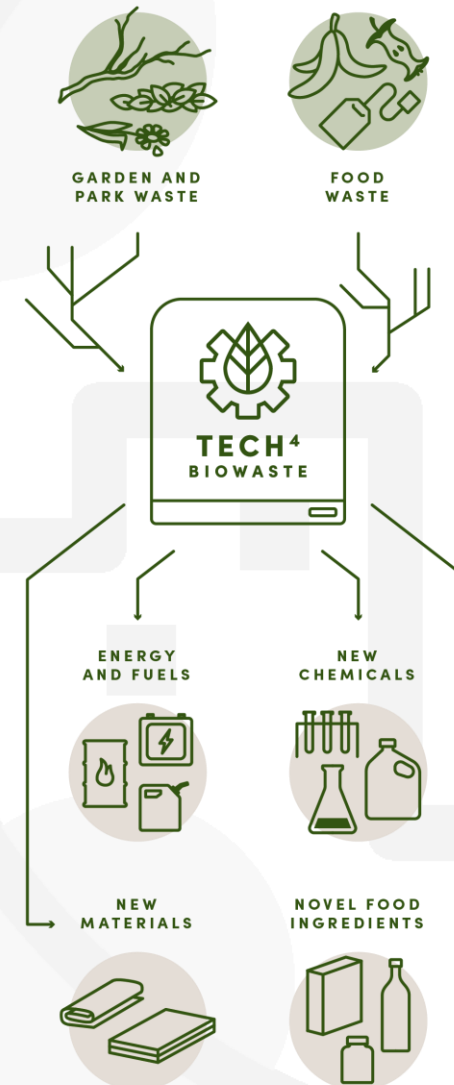 GARDEN AND
PARK WASTE
FOOD
WASTE
TECH⁴
BIOWASTE
ENERGY
AND FUELS
NEW
CHEMICALS
NEW
MATERIALS
NOVEL FOOD
INGREDIENTS